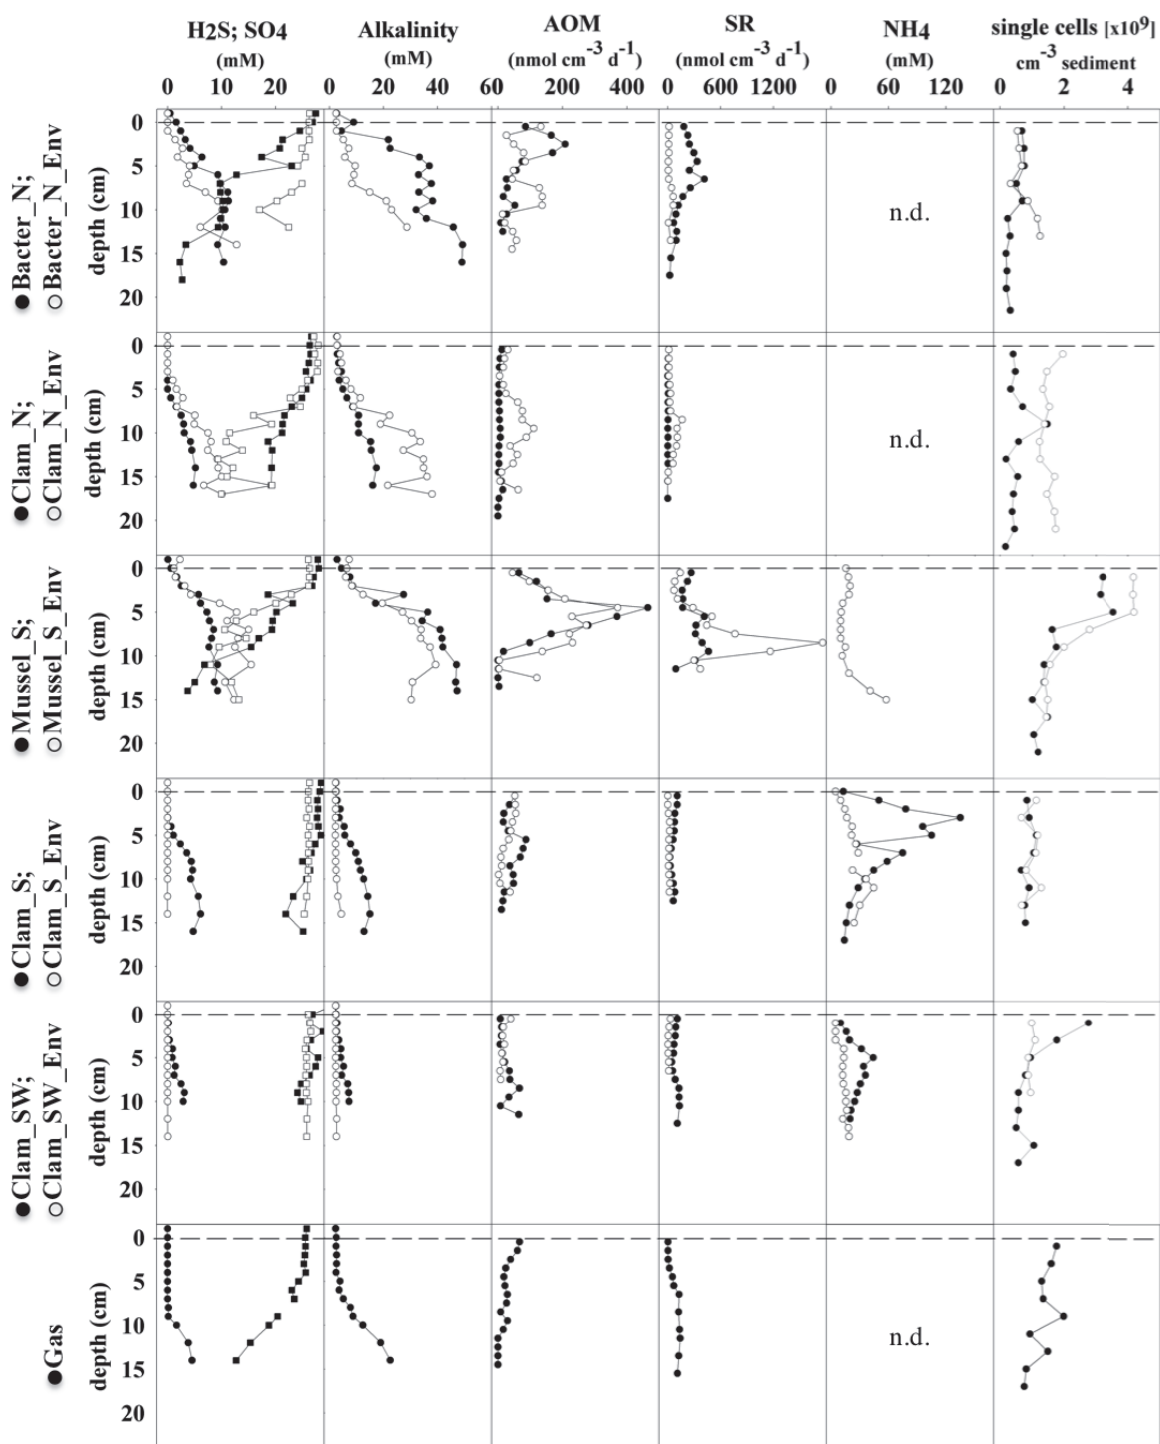 H2S; SO4
(mM)
0 10 20
Alkalinity
(mM)
0 20 40
AOM
(nmol cm-3 d-1)
60 0 200 400
SR
(nmol cm-3 d-1)
0 600 1200
NH4
(mM)
0 60 120
single cells [x10⁹]
cm-3 sediment
0 2 4
●Bacter_N;
○Bacter_N_Env
depth (cm)
0
5
10
15
20
n.d.
●Clam_N;
○Clam_N_Env
depth (cm)
0
5
10
15
20
n.d.
●Mussel_S;
○Mussel_S_Env
depth (cm)
0
5
10
15
20
●Clam_S;
○Clam_S_Env
depth (cm)
0
5
10
15
20
●Clam_SW;
○Clam_SW_Env
depth (cm)
0
5
10
15
20
●Gas
depth (cm)
0
5
10
15
20
n.d.